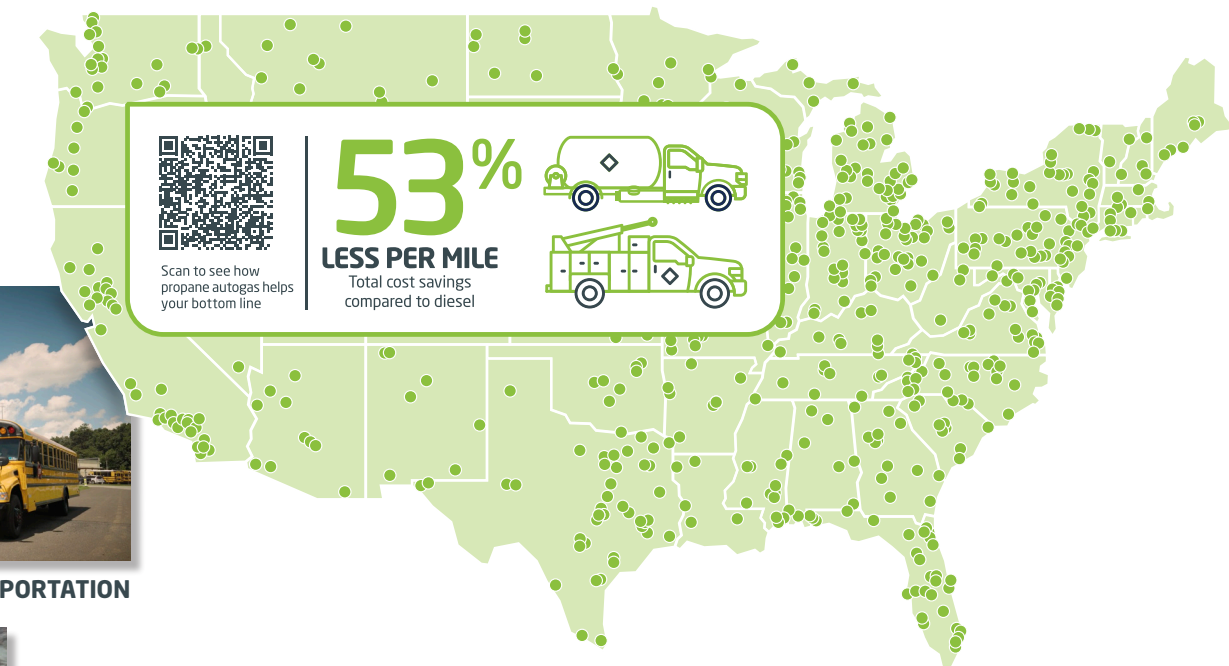 Scan to see how
propane autogas helps
your bottom line
53%
LESS PER MILE
Total cost savings
compared to diesel
PORTATION